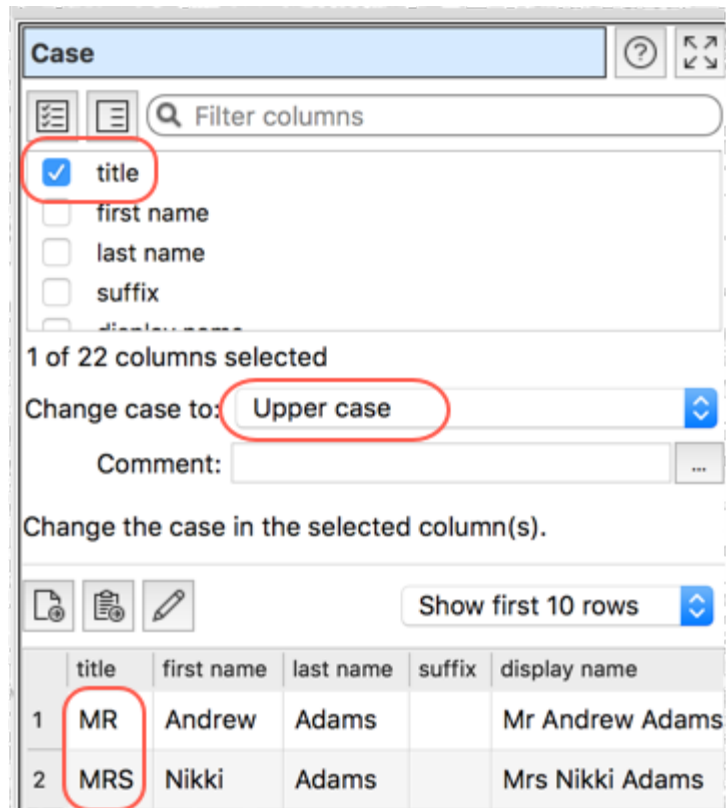 Case
Filter columns
title
first name
last name
suffix
display name
1 of 22 columns selected
Change case to: Upper case
Comment: ...
Change the case in the selected column(s).
Show first 10 rows
title first name last name suffix display name
1 MR Andrew Adams Mr Andrew Adams
2 MRS Nikki Adams Mrs Nikki Adams